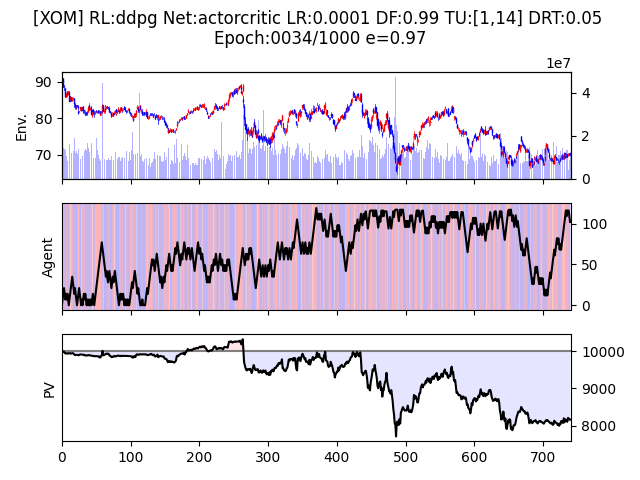 [XOM] RL:ddpg Net:actorcritic LR:0.0001 DF:0.99 TU:[1,14] DRT:0.05
Epoch:0034/1000 e=0.97
1e7
90
80
70
Env.
4
2
0
Agent
100
50
0
PV
10000
9000
8000
0 100 200 300 400 500 600 700